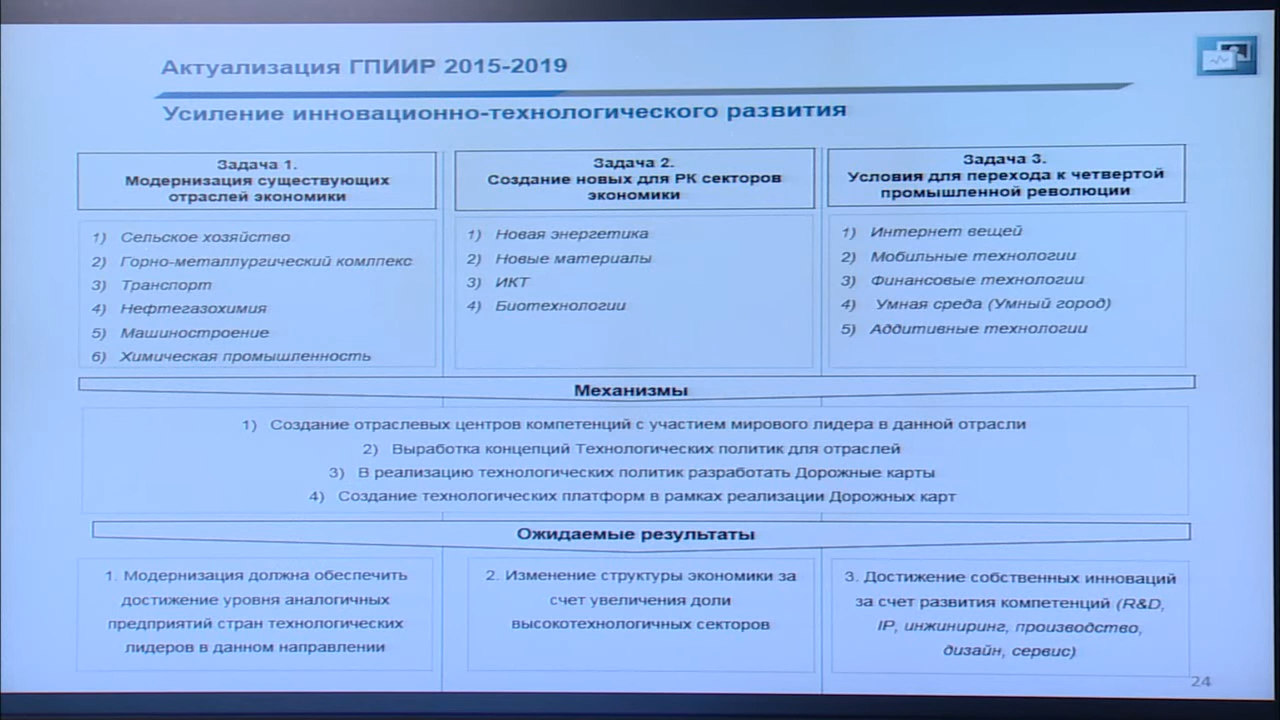 Актуализация ГПИИР 2015-2019
Усиление инновационно-технологического развития
Задача 1.
Модернизация существующих
отраслей экономики
1) Сельское хозяйство
2) Горно-металлургический комлпекс
3) Транспорт
4) Нефтегазохимия
5) Машиностроение
6) Химическая промышленность
Задача 2.
Создание новых для РК секторов
экономики
1) Новая энергетика
2) Новые материалы
3) ИКТ
4) Биотехнологии
Задача 3.
Условия для перехода к четвертой
промышленной революции
1) Интернет вещей
2) Мобильные технологии
3) Финансовые технологии
4) Умная среда (Умный город)
5) Аддитивные технологии
Механизмы
1) Создание отраслевых центров компетенций с участием мирового лидера в данной отрасли
2) Выработка концепций Технологических политик для отраслей
3) В реализацию технологических политик разработать Дорожные карты
4) Создание технологических платформ в рамках реализации Дорожных карт
Ожидаемые результаты
1. Модернизация должна обеспечить
достижение уровня аналогичных
предприятий стран технологических
лидеров в данном направлении
2. Изменение структуры экономики за
счет увеличения доли
высокотехнологичных секторов
3. Достижение собственных инноваций
за счет развития компетенций (R&D,
IP, инжиниринг, производство,
дизайн, сервис)
24